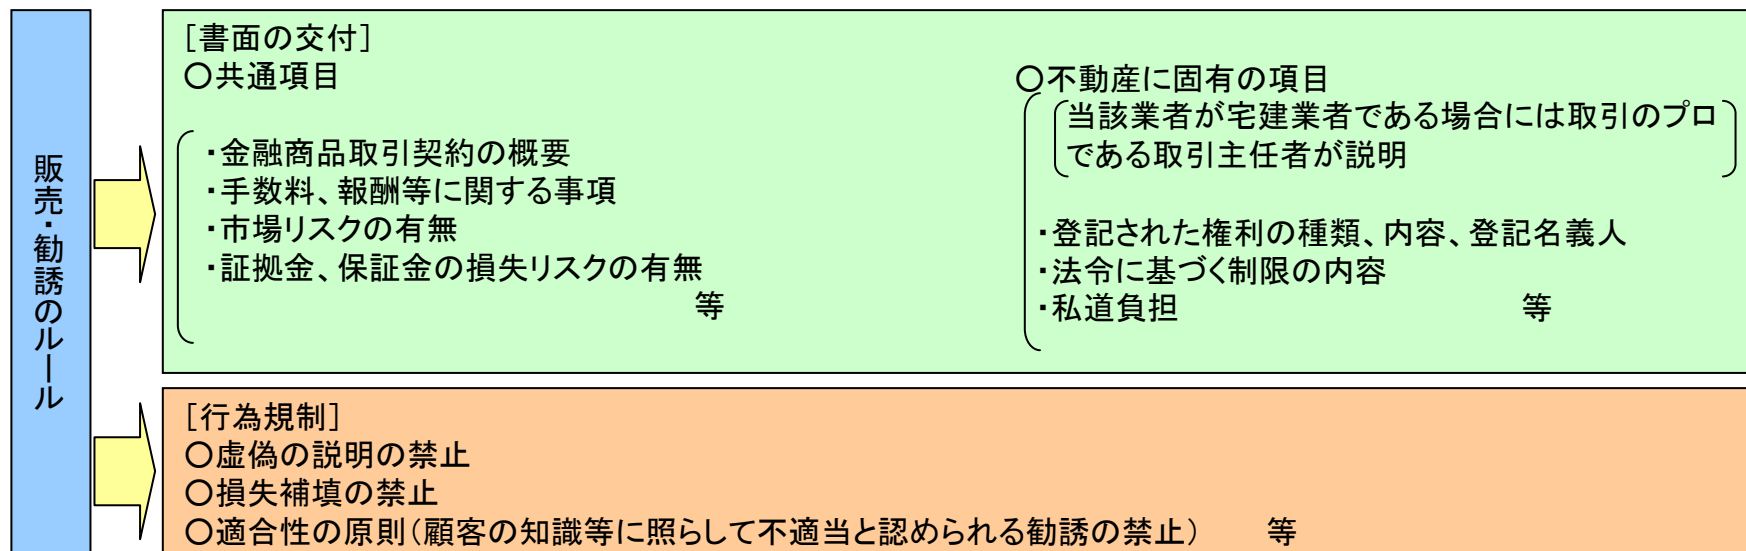 販売・勧誘のルール
［書面の交付］
○共通項目
・金融商品取引契約の概要
・手数料、報酬等に関する事項
・市場リスクの有無
・証拠金、保証金の損失リスクの有無
等
○不動産に固有の項目
当該業者が宅建業者である場合には取引のプロ
である取引主任者が説明
・登記された権利の種類、内容、登記名義人
・法令に基づく制限の内容
・私道負担 等
［行為規制］
○虚偽の説明の禁止
○損失補填の禁止
○適合性の原則（顧客の知識等に照らして不適当と認められる勧誘の禁止） 等